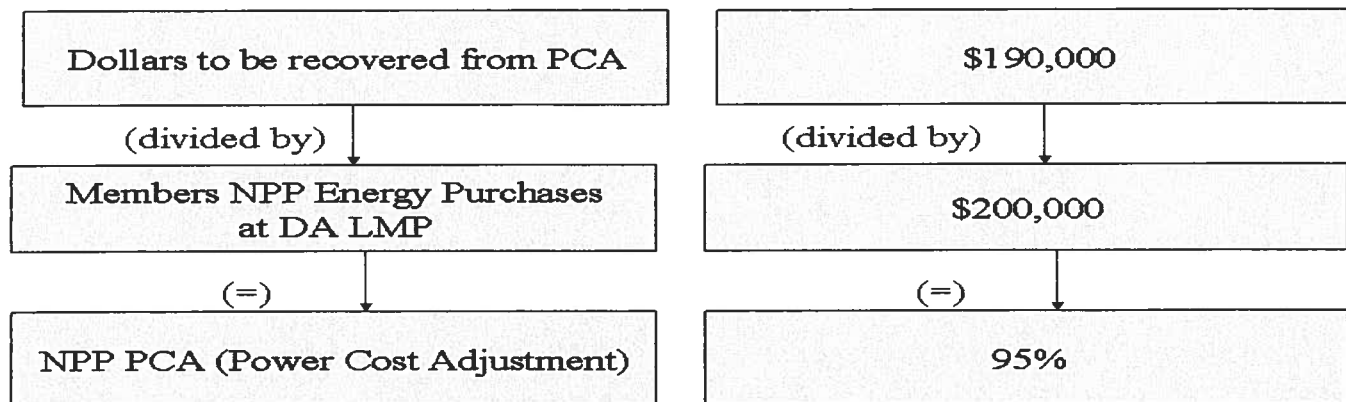 Dollars to be recovered from PCA
(divided by)
Members NPP Energy Purchases
at DA LMP
(=)
NPP PCA (Power Cost Adjustment)
$190,000
(divided by)
$200,000
(=)
95%